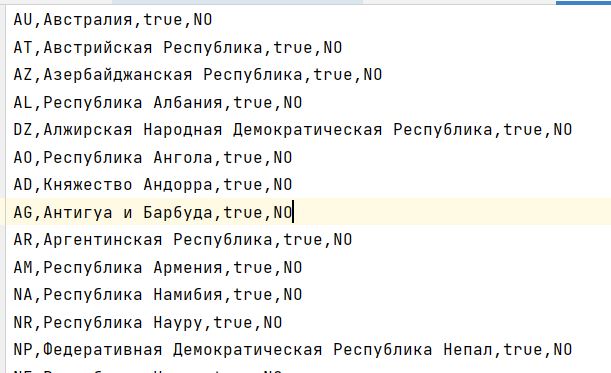 AU,Австралия,true,NO
AT,Австрийская Республика,true,NO
AZ,Азербайджанская Республика,true,NO
AL,Республика Албания,true,NO
DZ,Алжирская Народная Демократическая Республика,true,NO
AO,Республика Ангола,true,NO
AD,Княжество Андорра,true,NO
AG,Антигуа и Барбуда,true,NO
AR,Аргентинская Республика,true,NO
AM,Республика Армения,true,NO
NA,Республика Намибия,true,NO
NR,Республика Науру,true,NO
NP,Федеративная Демократическая Республика Непал,true,NO